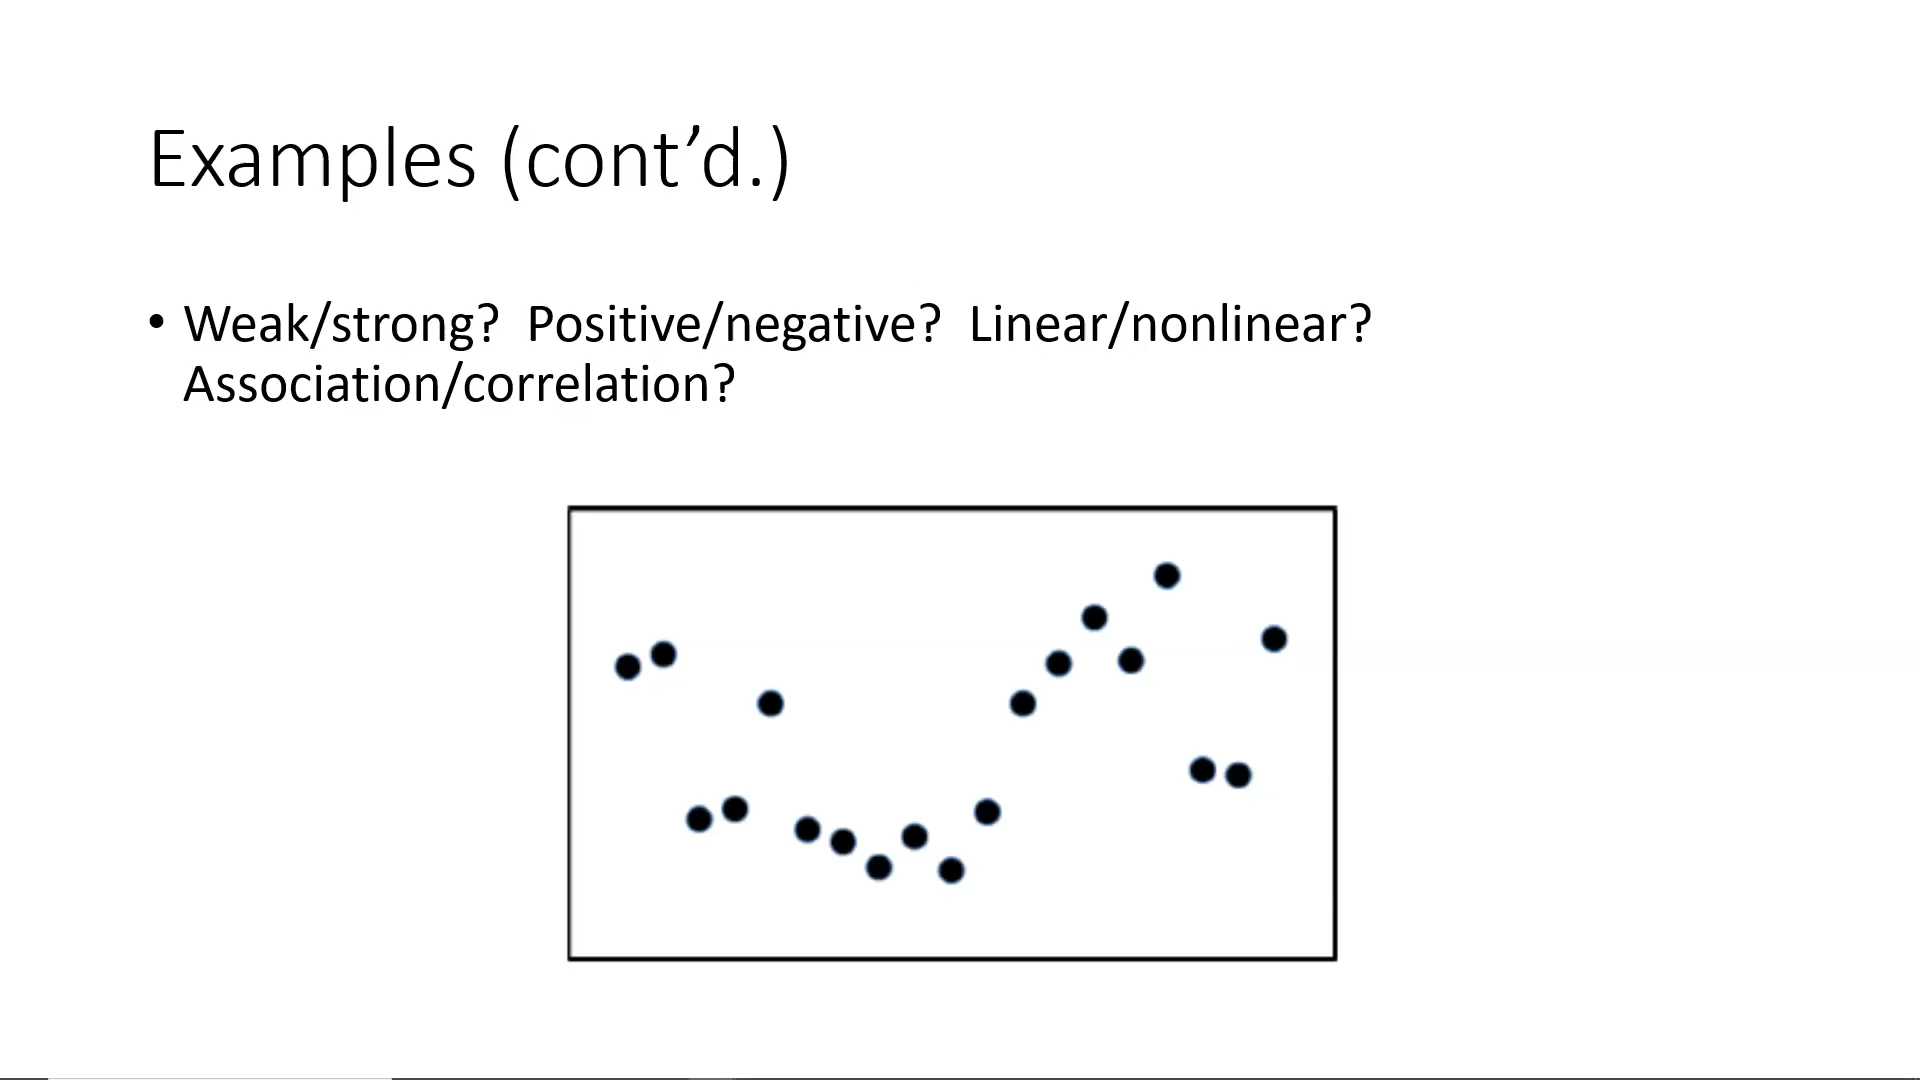 Examples (cont’d.)
• Weak/strong?  Positive/negative?  Linear/nonlinear?
Association/correlation?